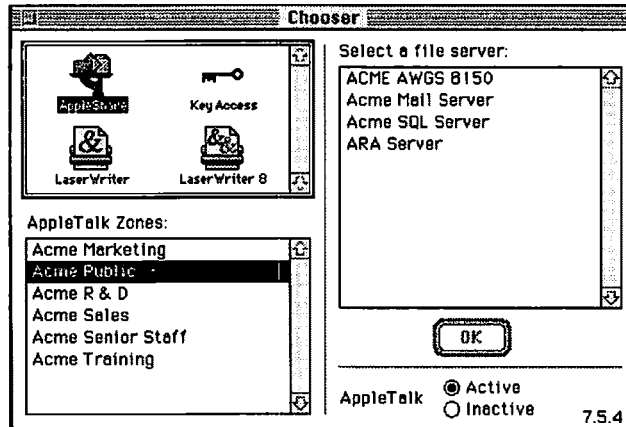 Chooser
AppleShare
Key Access
LaserWriter
LaserWriter 8
AppleTalk Zones:
Acme Marketing
Acme Public
Acme R & D
Acme Sales
Acme Senior Staff
Acme Training
Select a file server:
ACME AWGS 8150
Acme Mail Server
Acme SQL Server
ARA Server
OK
AppleTalk
Active
Inactive
7.5.4